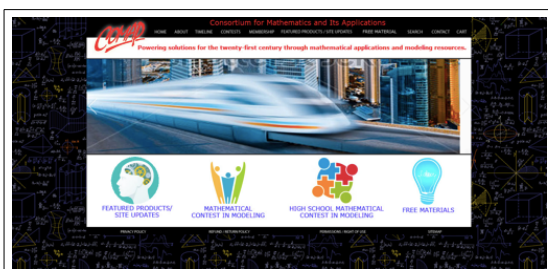 Consortium for Mathematics and Its Applications
COMAP
HOME ABOUT TIMELINE CONTESTS MEMBERSHIP FEATURED PRODUCTS / SITE UPDATES FREE MATERIAL SEARCH CONTACT CART
Powering solutions for the twenty-first century through mathematical applications and modeling resources.
FEATURED PRODUCTS/
SITE UPDATES
MATHEMATICAL
CONTEST IN MODELING
HIGH SCHOOL MATHEMATICAL
CONTEST IN MODELING
FREE MATERIALS
PRIVACY POLICY REFUND / RETURN POLICY PERMISSIONS / RIGHT OF USE SITEMAP